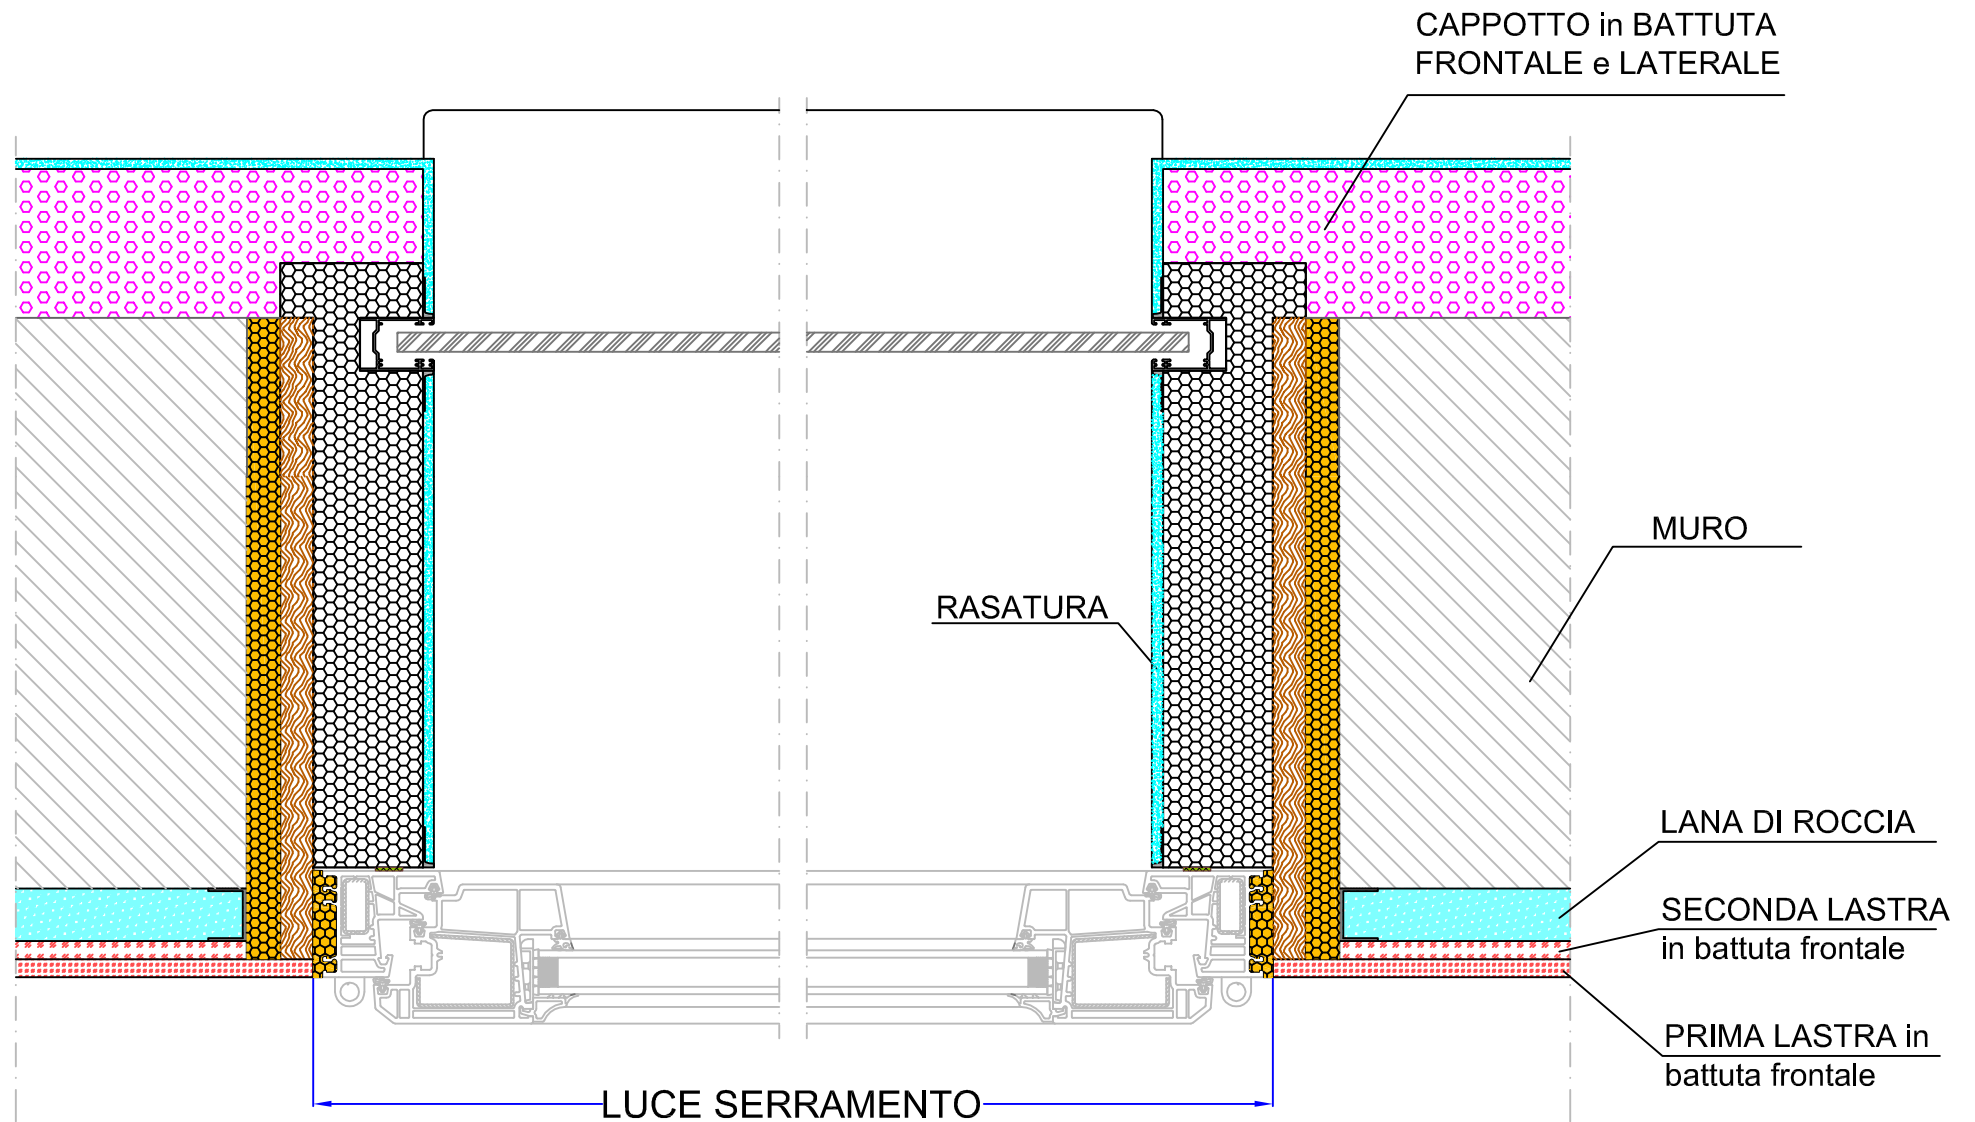 CAPPOTTO in BATTUTA
FRONTALE e LATERALE
MURO
RASATURA
LANA DI ROCCIA
SECONDA LASTRA
in battuta frontale
PRIMA LASTRA in
battuta frontale
LUCE SERRAMENTO